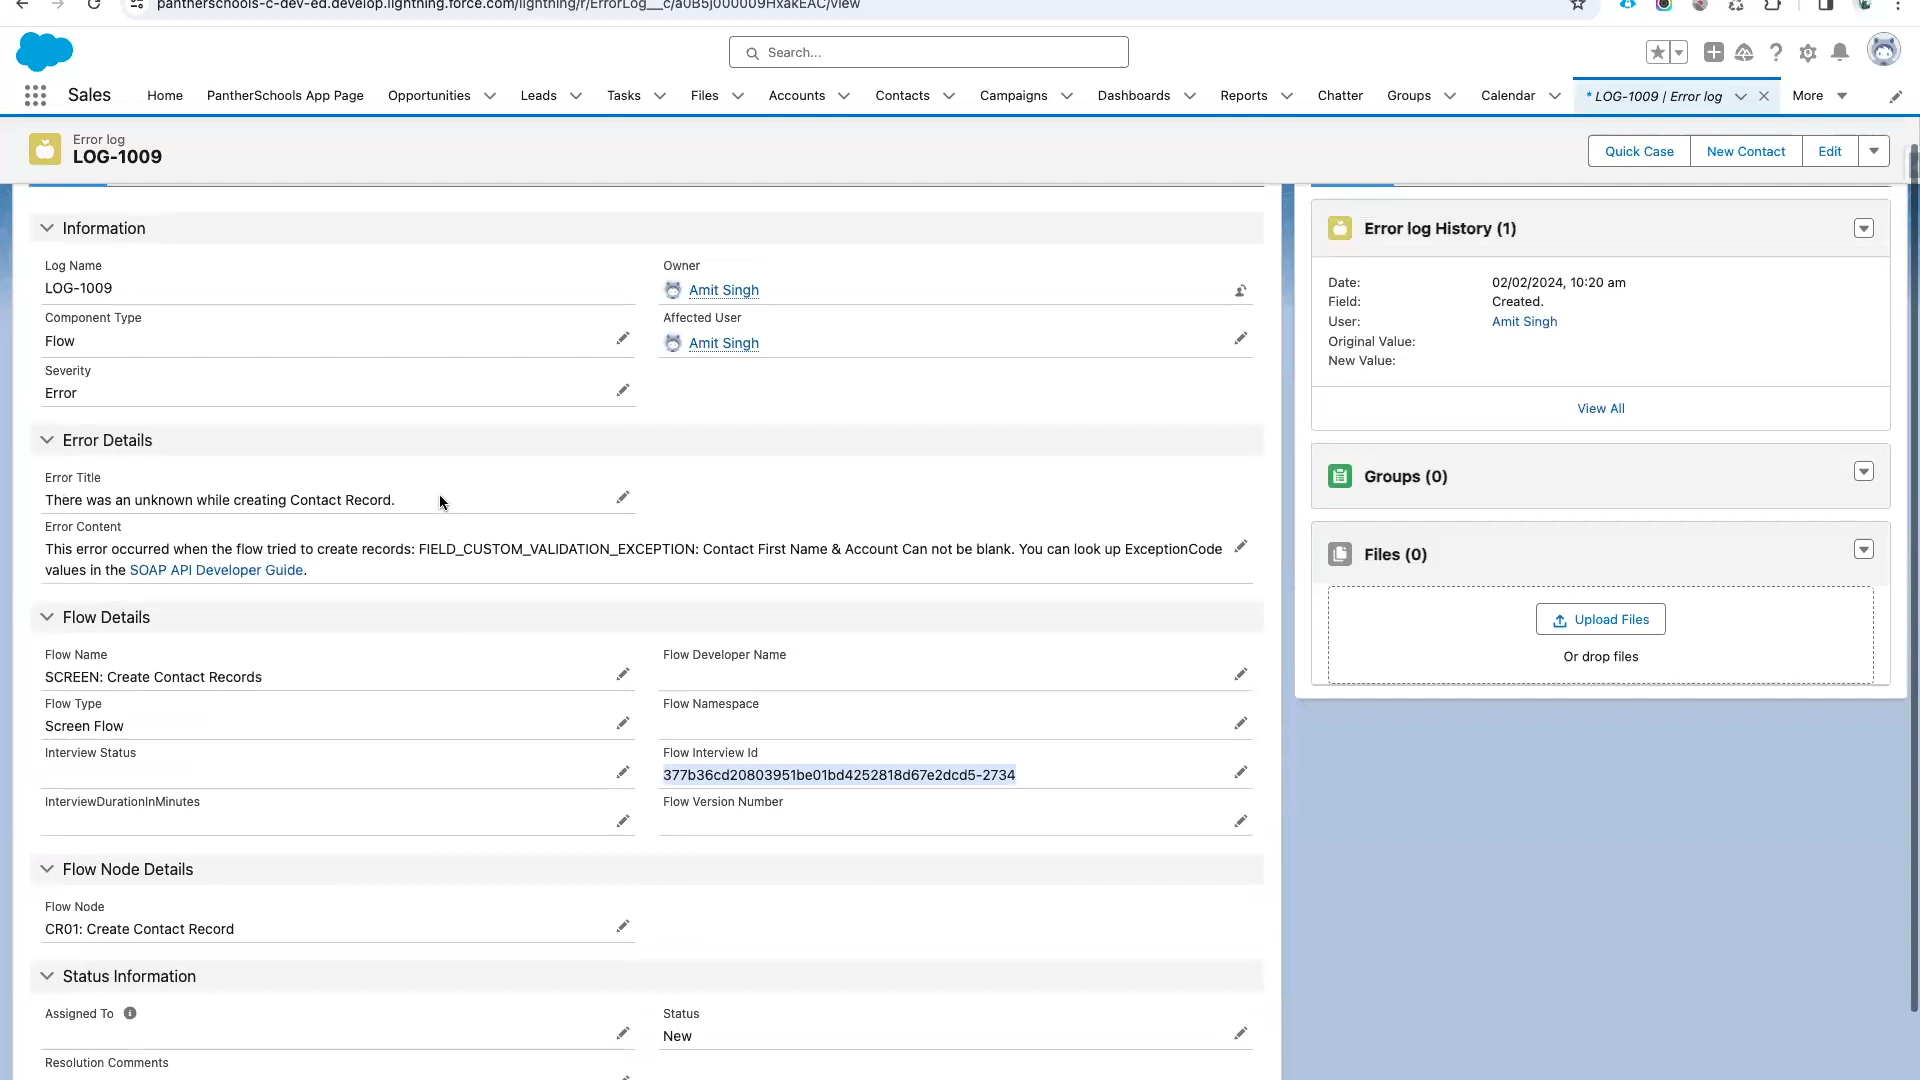 pantherschools-c-dev-ed.develop.lightning.force.com/lightning/r/ErrorLog__c/a0B5j000009HxakEAC/view
Search...
Sales
Home
PantherSchools App Page
Opportunities
Leads
Tasks
Files
Accounts
Contacts
Campaigns
Dashboards
Reports
Chatter
Groups
Calendar
* LOG-1009 | Error log
More
Error log
LOG-1009
Quick Case
New Contact
Edit
Information
Log Name
LOG-1009
Owner
Amit Singh
Component Type
Flow
Affected User
Amit Singh
Severity
Error
Error Details
Error Title
There was an unknown while creating Contact Record.
Error Content
This error occurred when the flow tried to create records: FIELD_CUSTOM_VALIDATION_EXCEPTION: Contact First Name & Account Can not be blank. You can look up ExceptionCode
values in the SOAP API Developer Guide.
Flow Details
Flow Name
SCREEN: Create Contact Records
Flow Developer Name
Flow Type
Screen Flow
Flow Namespace
Interview Status
Flow Interview Id
377b36cd20803951be01bd4252818d67e2dcd5-2734
InterviewDurationInMinutes
Flow Version Number
Flow Node Details
Flow Node
CR01: Create Contact Record
Status Information
Assigned To
Status
New
Resolution Comments
Error log History (1)
Date: 02/02/2024, 10:20 am
Field: Created.
User: Amit Singh
Original Value:
New Value:
View All
Groups (0)
Files (0)
Upload Files
Or drop files